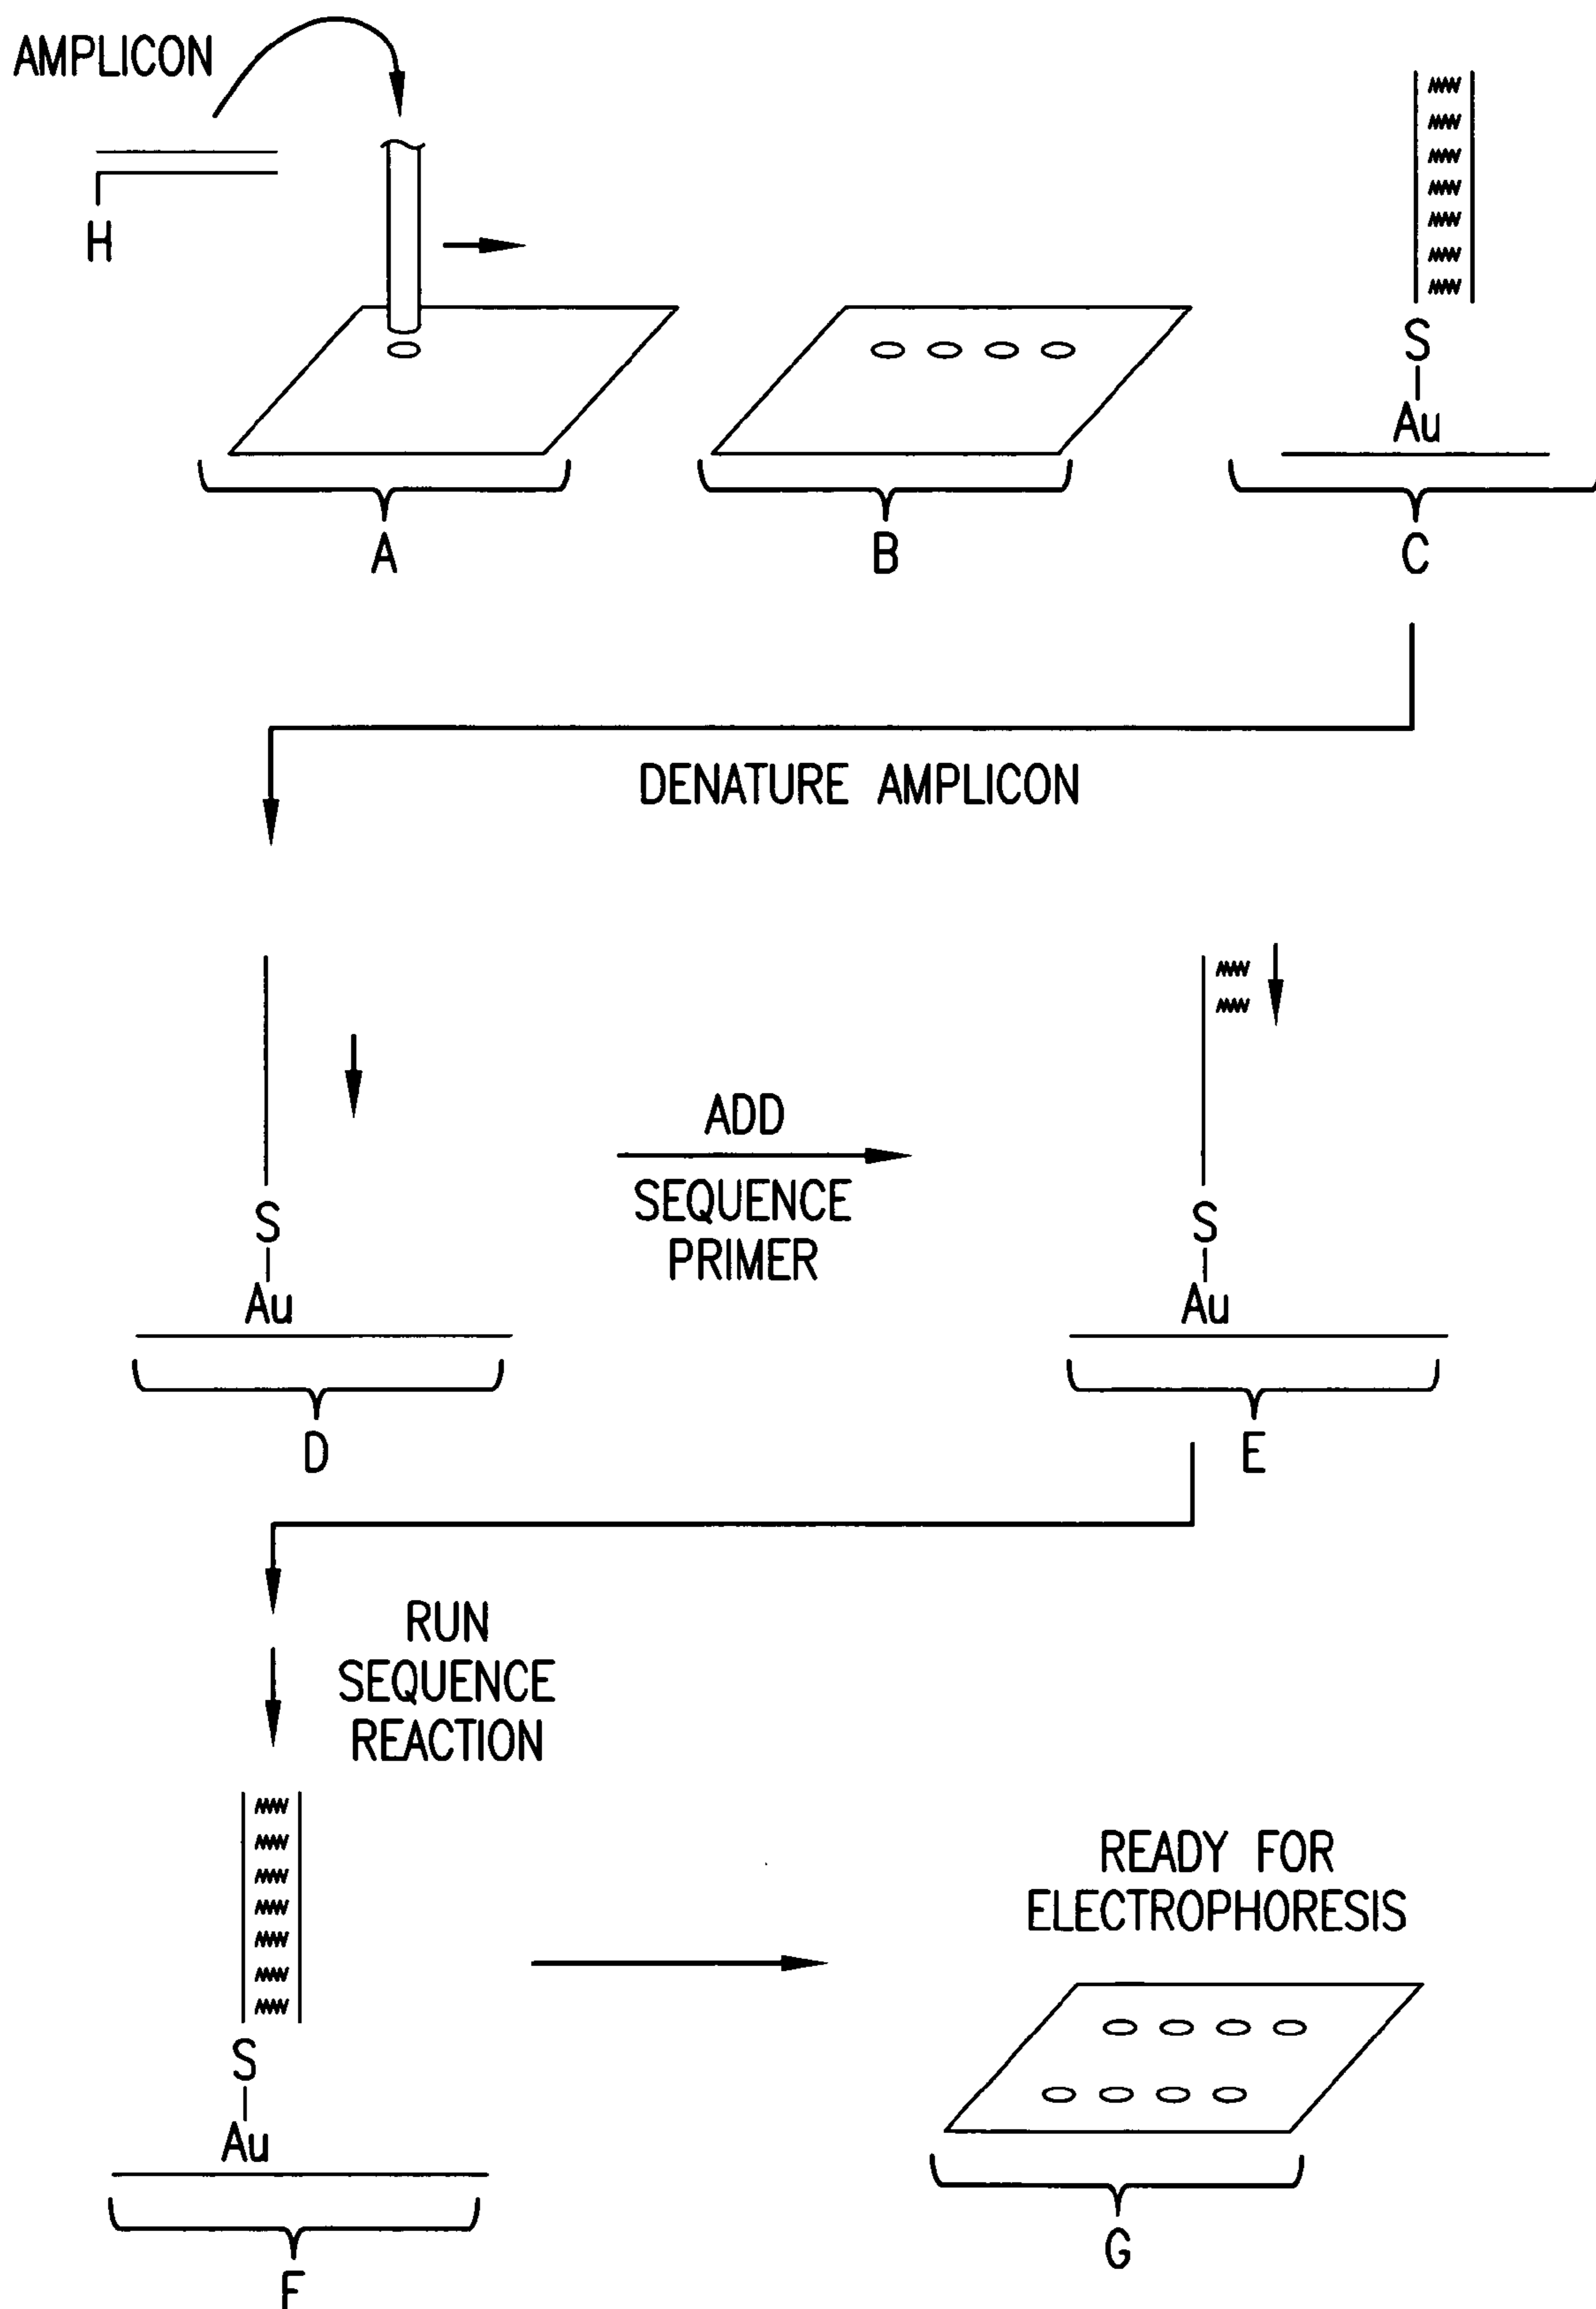 AMPLICON
H
S
Au
A
B
C
DENATURE AMPLICON
S
Au
D
ADD
SEQUENCE
PRIMER
S
Au
E
RUN
SEQUENCE
REACTION
S
Au
F
READY FOR
ELECTROPHORESIS
G